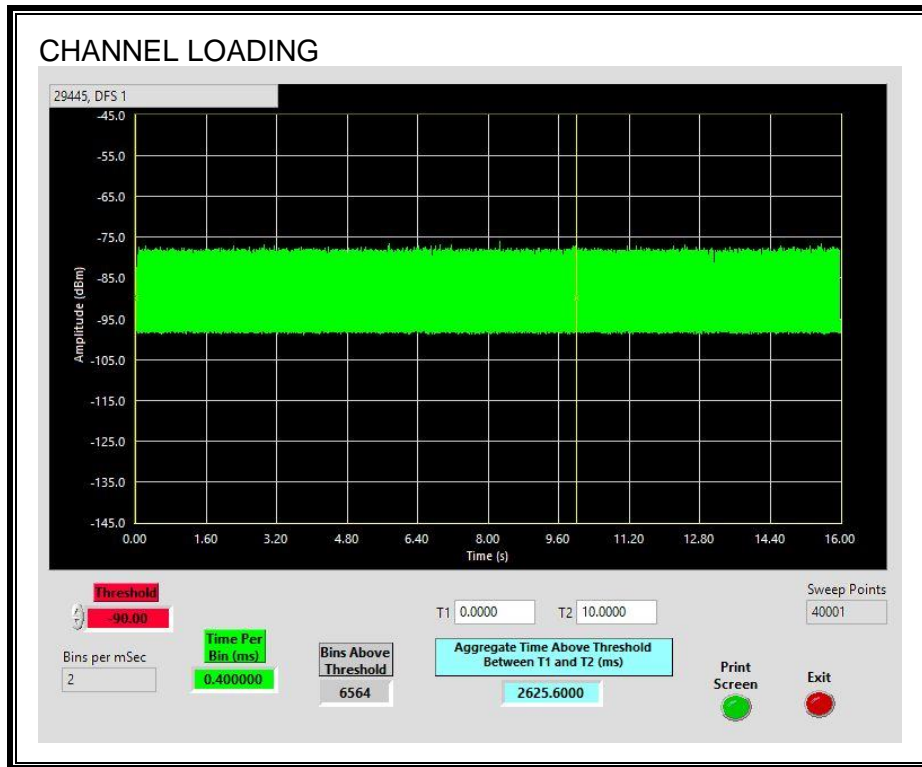 CHANNEL LOADING
29445, DFS 1
-45.0
-55.0
-65.0
-75.0
-85.0
-95.0
-105.0
-115.0
-125.0
-135.0
-145.0
Amplitude (dBm)
0.00 1.60 3.20 4.80 6.40 8.00 9.60 11.20 12.80 14.40 16.00
Time (s)
Threshold
-90.00
Bins per mSec
2
Time Per
Bin (ms)
0.400000
Bins Above
Threshold
6564
T1 0.0000 T2 10.0000
Aggregate Time Above Threshold
Between T1 and T2 (ms)
2625.6000
Sweep Points
40001
Print
Screen
Exit